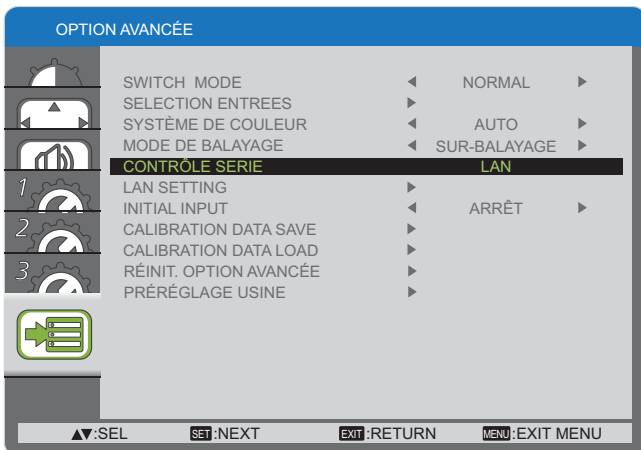 OPTION AVANCÉE
SWITCH MODE ◀ NORMAL ▶
SELECTION ENTREES ▶
SYSTÈME DE COULEUR ◀ AUTO ▶
MODE DE BALAYAGE ◀ SUR-BALAYAGE ▶
CONTRÔLE SERIE LAN
LAN SETTING ▶
INITIAL INPUT ◀ ARRÊT ▶
CALIBRATION DATA SAVE ▶
CALIBRATION DATA LOAD ▶
RÉINIT. OPTION AVANCÉE ▶
PRÉRÉGLAGE USINE ▶
1
2
3
▲▼:SEL SET:NEXT EXIT:RETURN MENU:EXIT MENU